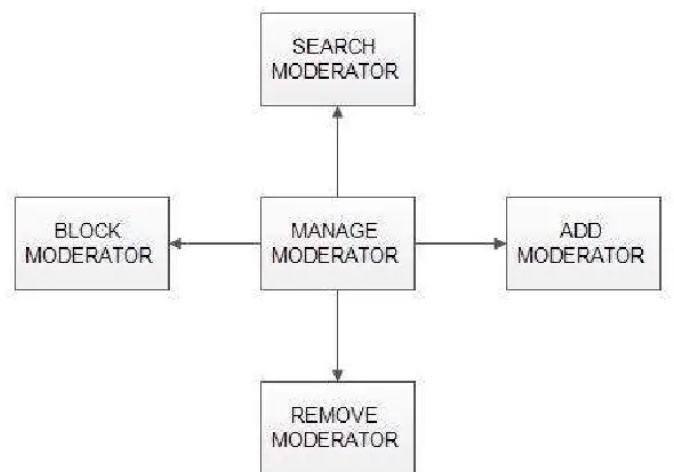 SEARCH
MODERATOR
BLOCK
MODERATOR
MANAGE
MODERATOR
ADD
MODERATOR
REMOVE
MODERATOR